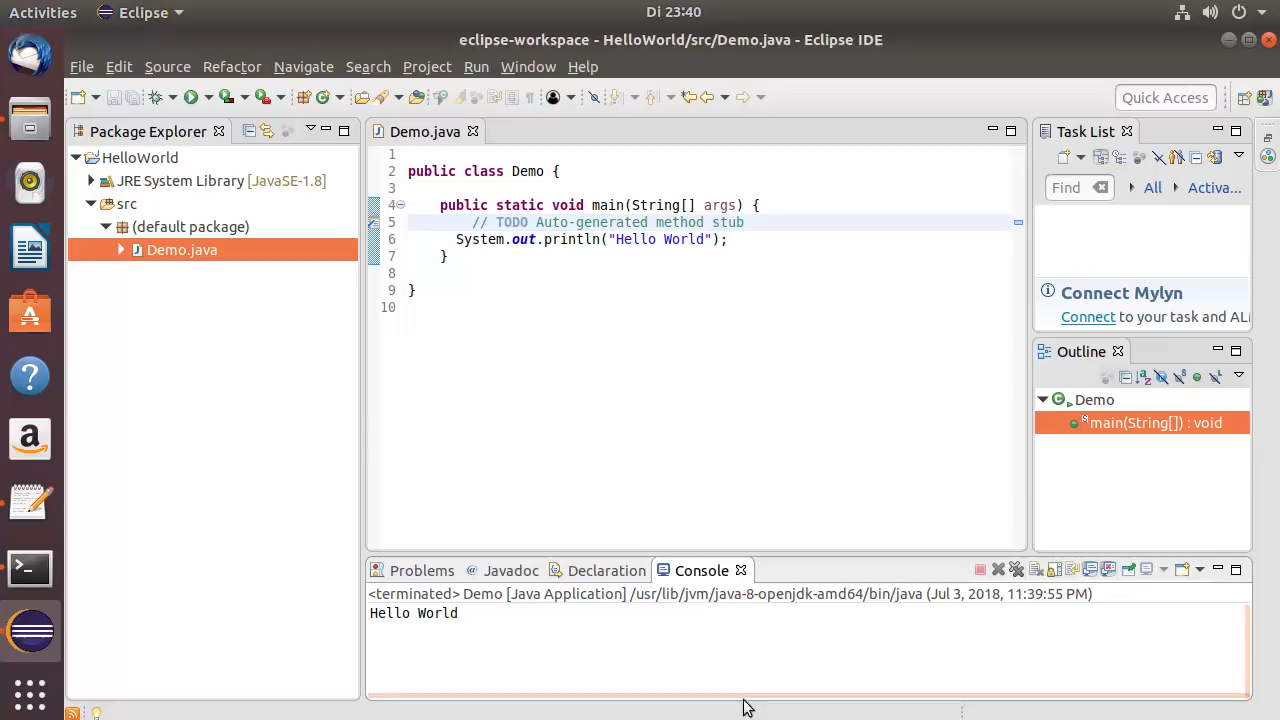 Activities Eclipse Di 23:40
eclipse-workspace - HelloWorld/src/Demo.java - Eclipse IDE
File Edit Source Refactor Navigate Search Project Run Window Help
Quick Access
Package Explorer
HelloWorld
JRE System Library [JavaSE-1.8]
src
(default package)
Demo.java
Demo.java
1
2 public class Demo {
3
4 public static void main(String[] args) {
5 // TODO Auto-generated method stub
6 System.out.println("Hello World");
7 }
8
9 }
10
Task List
Find All Activa...
Connect Mylyn
Connect to your task and AL
Outline
Demo
main(String[]) : void
Problems Javadoc Declaration Console
<terminated> Demo [Java Application] /usr/lib/jvm/java-8-openjdk-amd64/bin/java (Jul 3, 2018, 11:39:55 PM)
Hello World